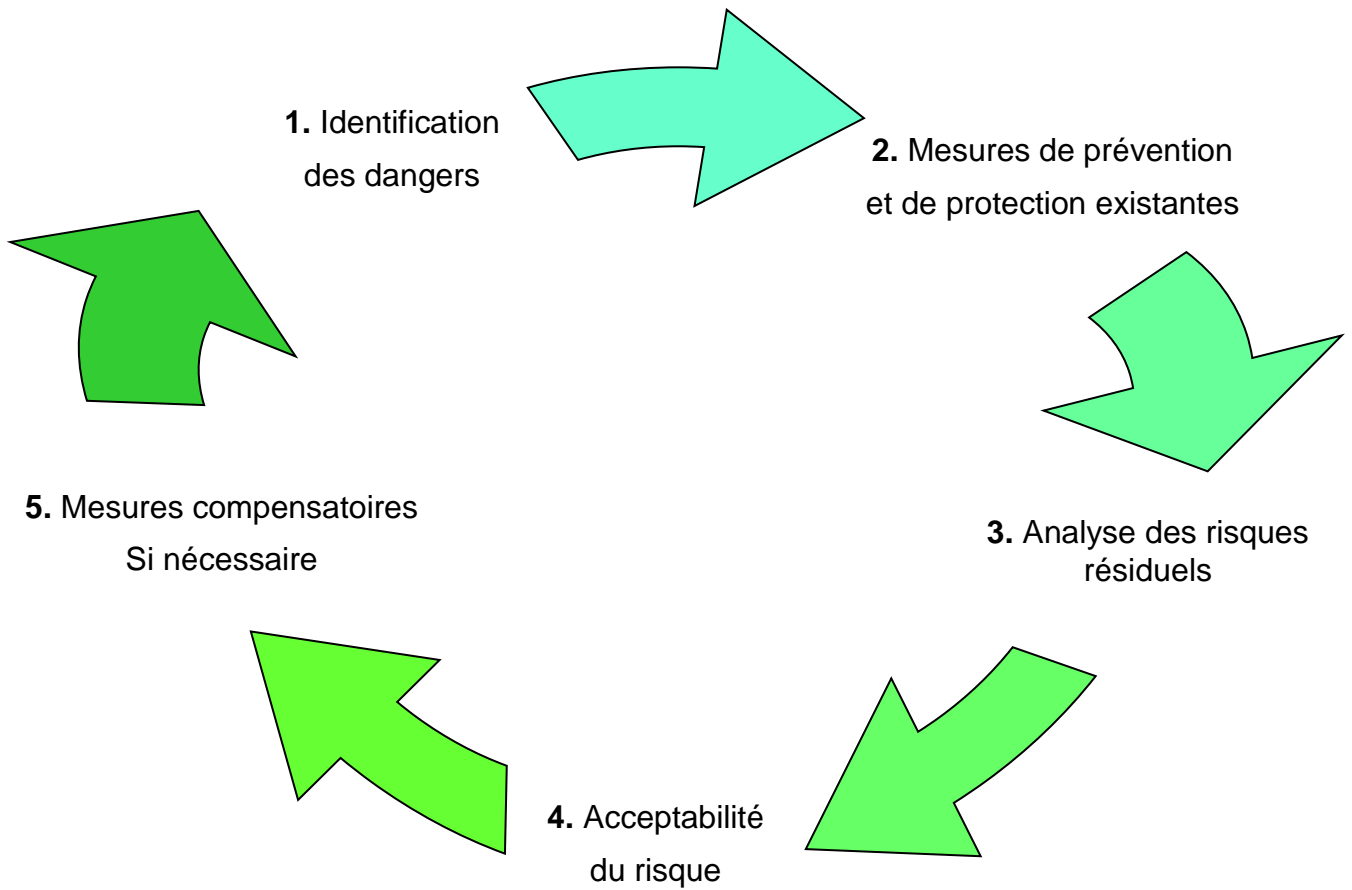 1. Identification
des dangers
2. Mesures de prévention
et de protection existantes
3. Analyse des risques
résiduels
4. Acceptabilité
du risque
5. Mesures compensatoires
Si nécessaire